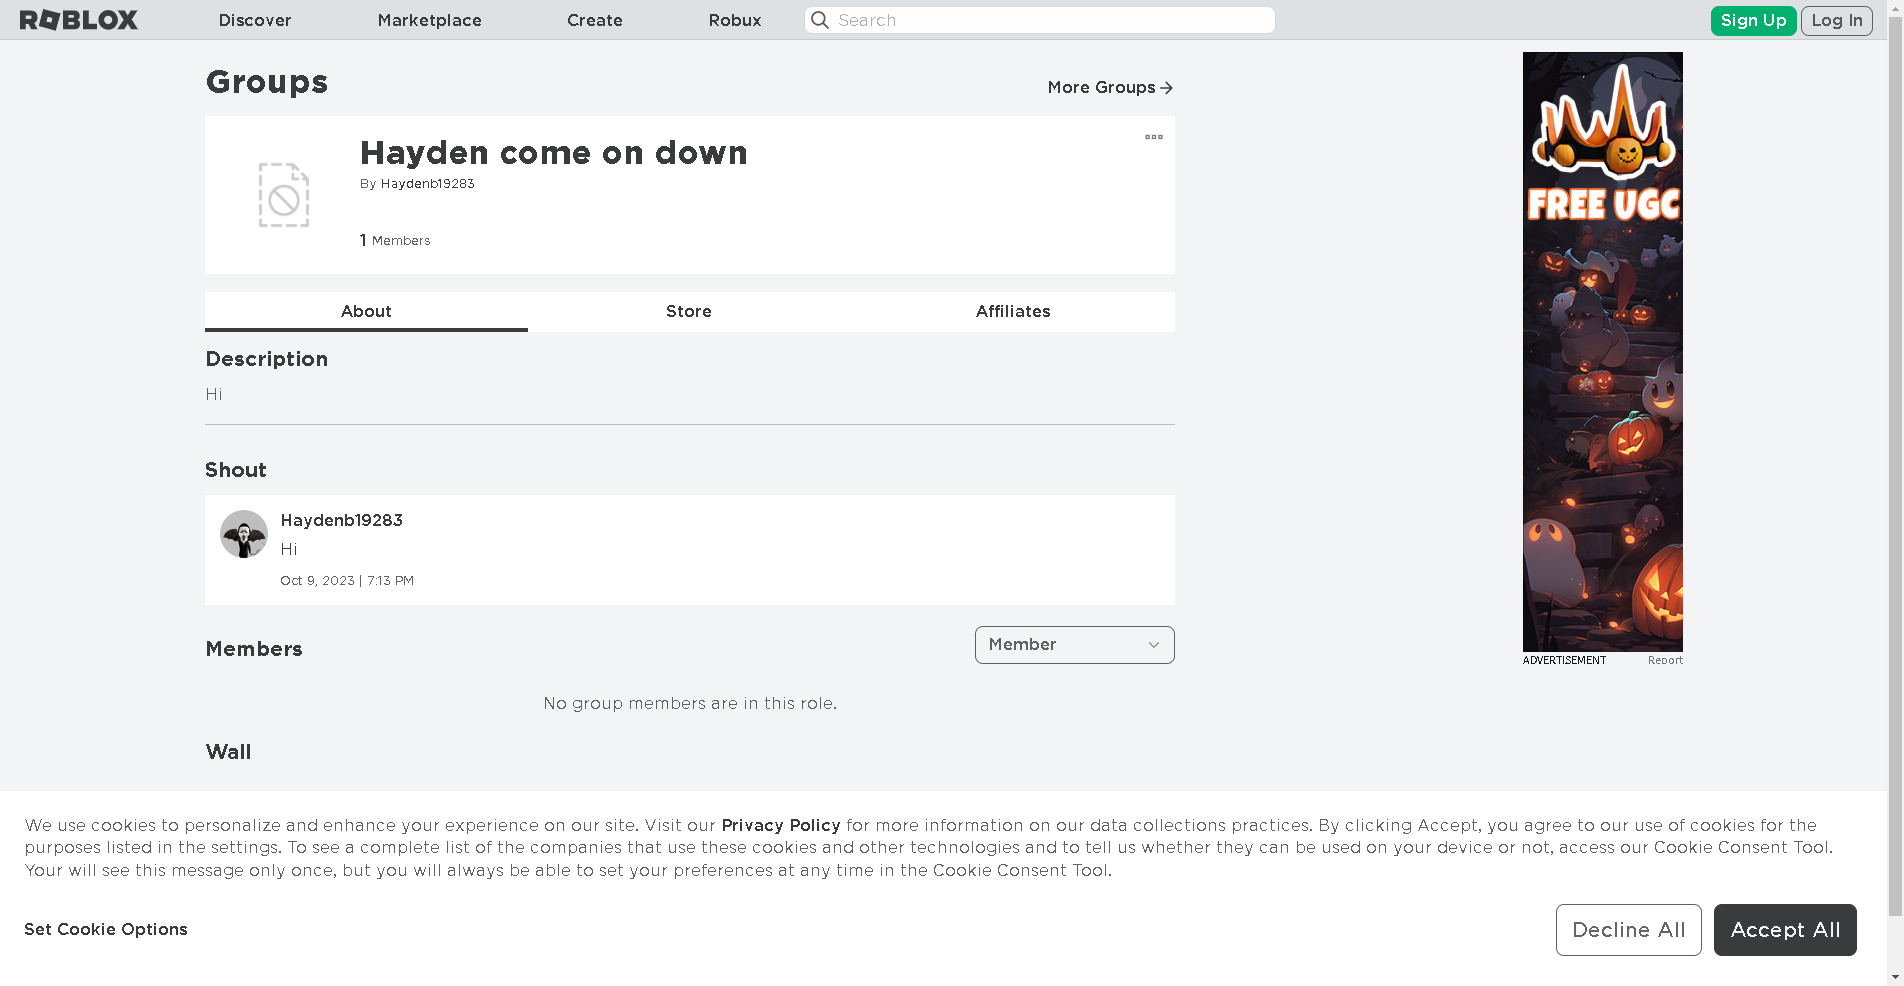 ROBLOX Discover Marketplace Create Robux Search Sign Up Log In
Groups
More Groups
Hayden come on down
By Haydenb19283
1 Members
About Store Affiliates
Description
Hi
Shout
Haydenb19283
Hi
Oct 9, 2023 | 7:13 PM
Members
Member
No group members are in this role.
Wall
FREE UGC
ADVERTISEMENT Report
We use cookies to personalize and enhance your experience on our site. Visit our Privacy Policy for more information on our data collections practices. By clicking Accept, you agree to our use of cookies for the
purposes listed in the settings. To see a complete list of the companies that use these cookies and other technologies and to tell us whether they can be used on your device or not, access our Cookie Consent Tool.
Your will see this message only once, but you will always be able to set your preferences at any time in the Cookie Consent Tool.
Set Cookie Options
Decline All Accept All